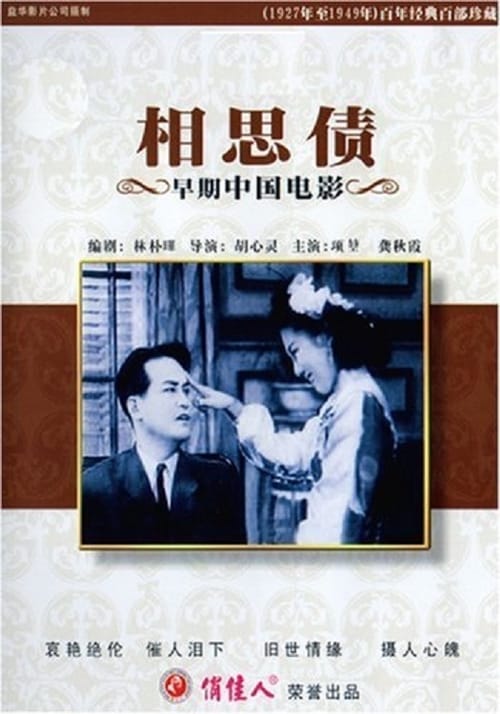 益华影片公司摄制
(1927年至1949年)百年经典百部珍藏
相思债
早期中国电影
编剧：林朴晔 导演：胡心灵 主演：项堃 龚秋霞
哀艳绝伦 催人泪下 旧世情缘 摄人心魄
俏佳人 荣誉出品